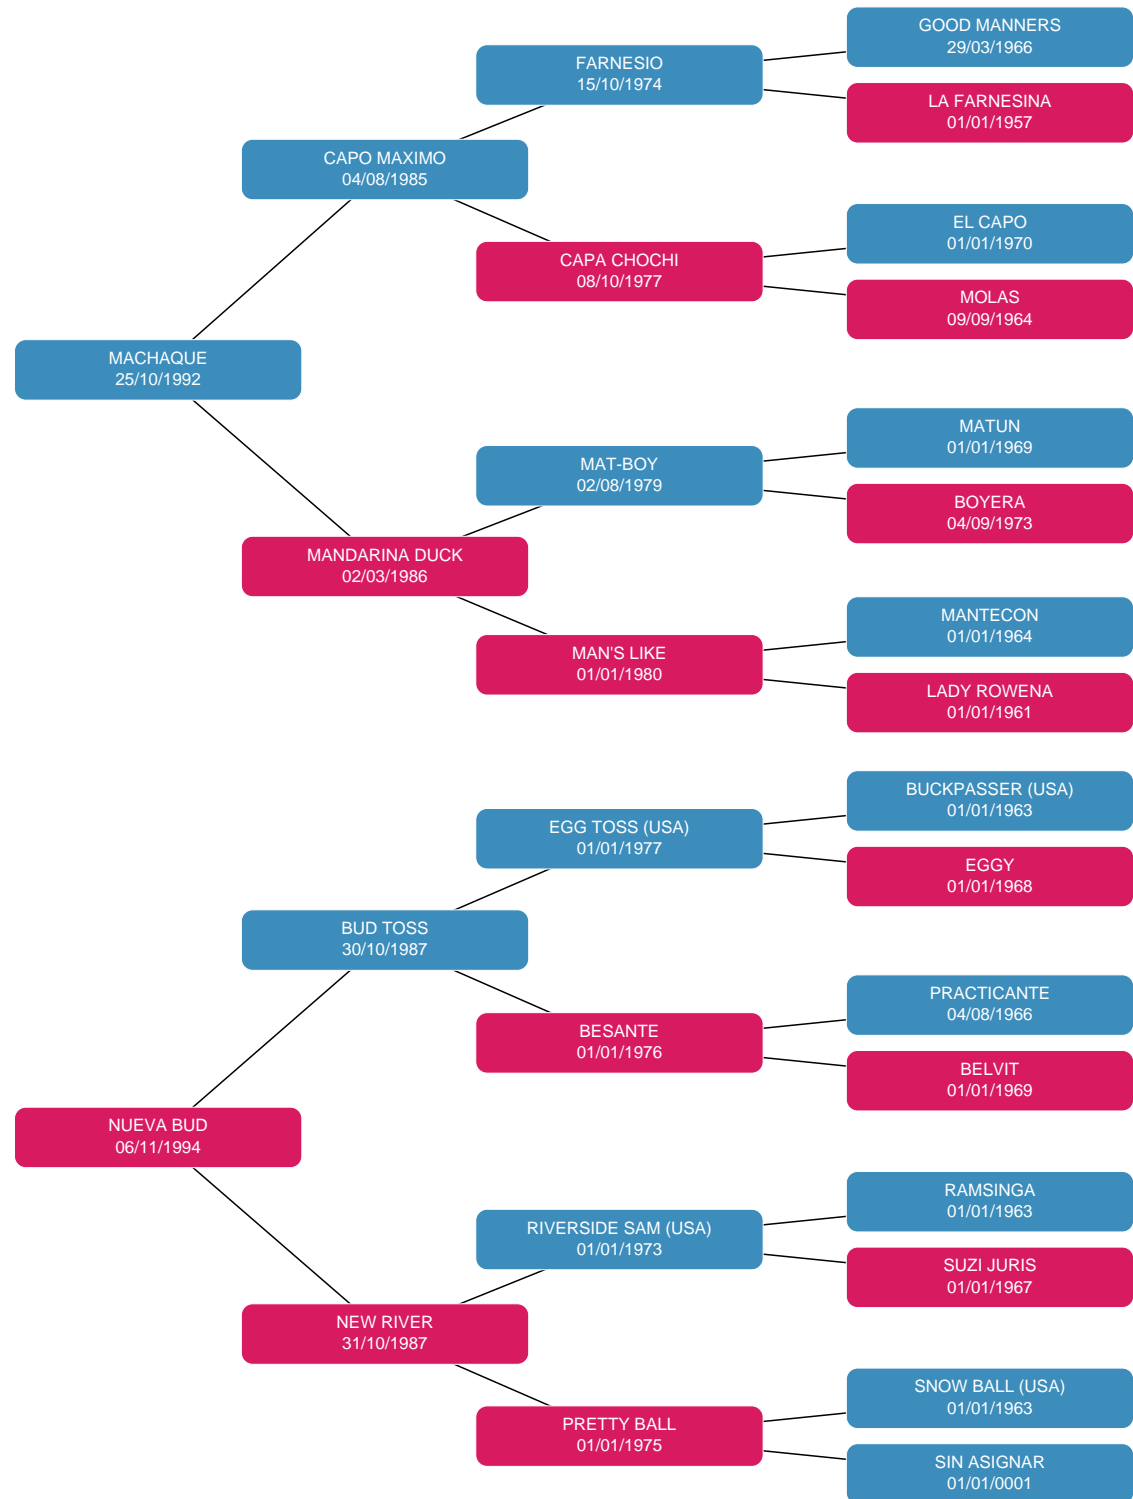 GOOD MANNERS
29/03/1966
FARNESIO
15/10/1974
LA FARNESINA
01/01/1957
CAPO MAXIMO
04/08/1985
EL CAPO
01/01/1970
CAPA CHOCHI
08/10/1977
MOLAS
09/09/1964
MACHAQUE
25/10/1992
MATUN
01/01/1969
MAT-BOY
02/08/1979
BOYERA
04/09/1973
MANDARINA DUCK
02/03/1986
MANTECON
01/01/1964
MAN'S LIKE
01/01/1980
LADY ROWENA
01/01/1961
BUCKPASSER (USA)
01/01/1963
EGG TOSS (USA)
01/01/1977
EGGY
01/01/1968
BUD TOSS
30/10/1987
PRACTICANTE
04/08/1966
BESANTE
01/01/1976
BELVIT
01/01/1969
NUEVA BUD
06/11/1994
RAMSINGA
01/01/1963
RIVERSIDE SAM (USA)
01/01/1973
SUZI JURIS
01/01/1967
NEW RIVER
31/10/1987
SNOW BALL (USA)
01/01/1963
PRETTY BALL
01/01/1975
SIN ASIGNAR
01/01/0001